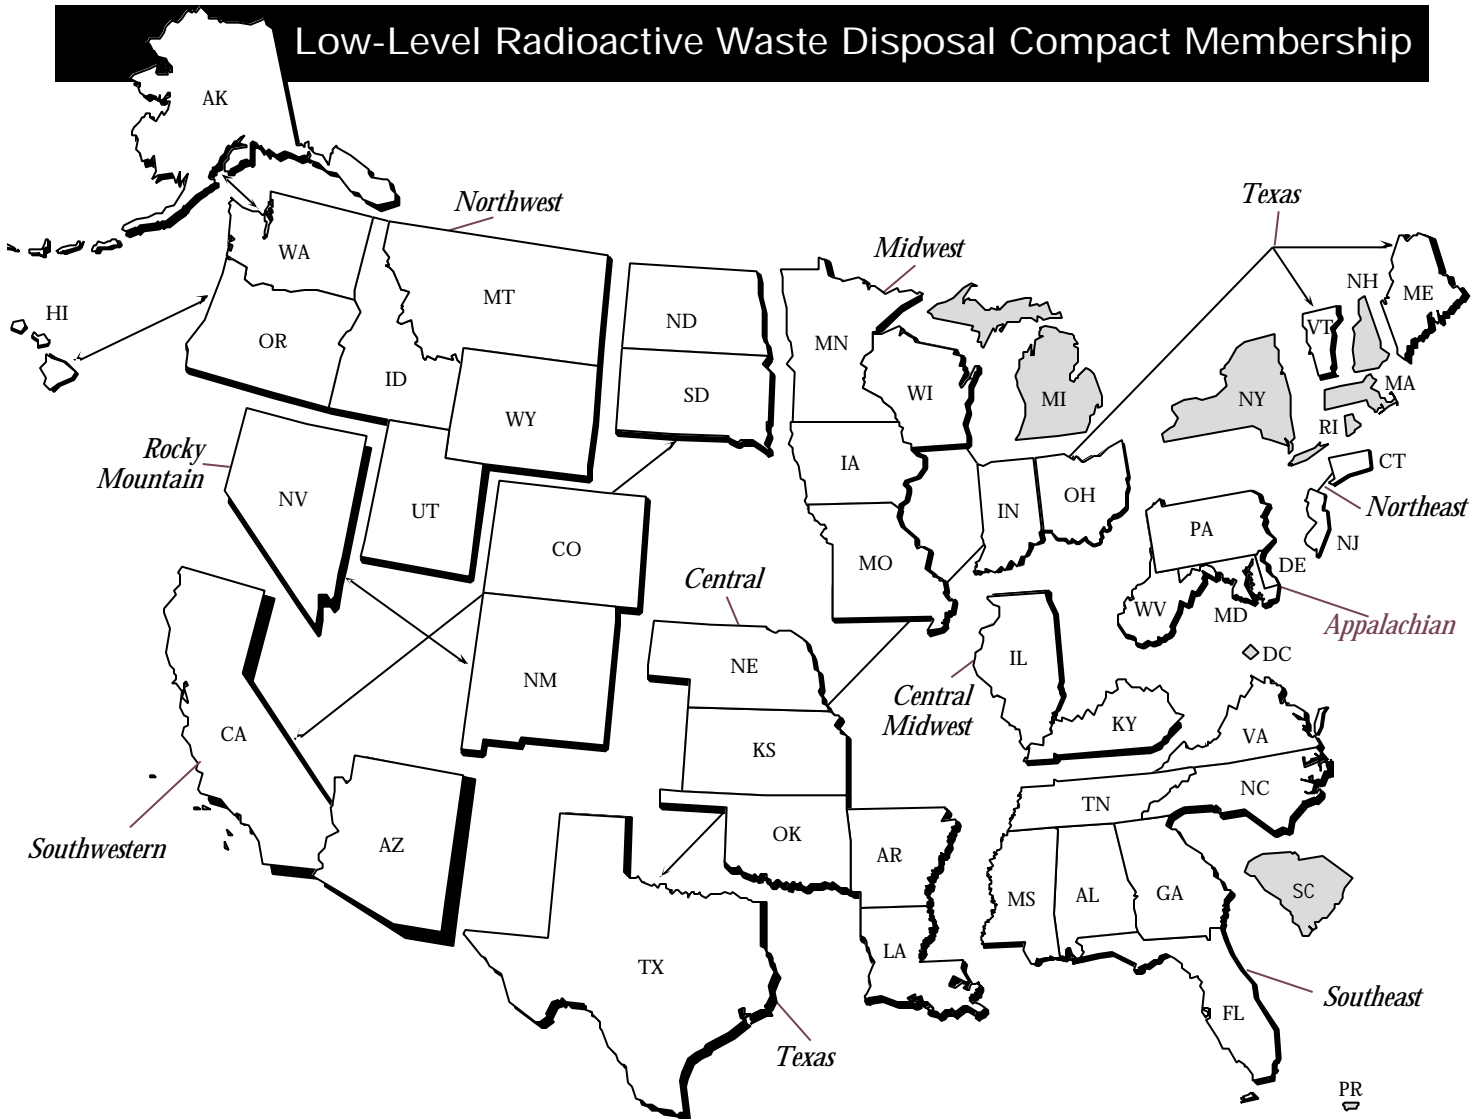 Low-Level Radioactive Waste Disposal Compact Membership
AK
Northwest
Texas
WA
Midwest
MT
NH
ME
HI
ND
VT
OR
MN
ID
SD
WI
MI
NY
MA
WY
RI
Rocky
Mountain
IA
CT
NV
UT
OH
IN
Northeast
PA
CO
NJ
MO
DE
Central
WV
MD
Appalachian
DC
NE
IL
NM
Central
Midwest
KY
CA
KS
VA
NC
TN
OK
Southwestern
AZ
AR
MS
AL
GA
SC
LA
TX
Southeast
FL
Texas
PR